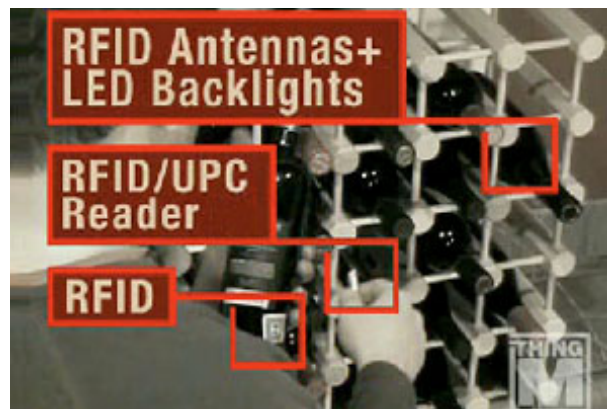 RFID Antennas+
LED Backlights
RFID/UPC
Reader
RFID
THING
M